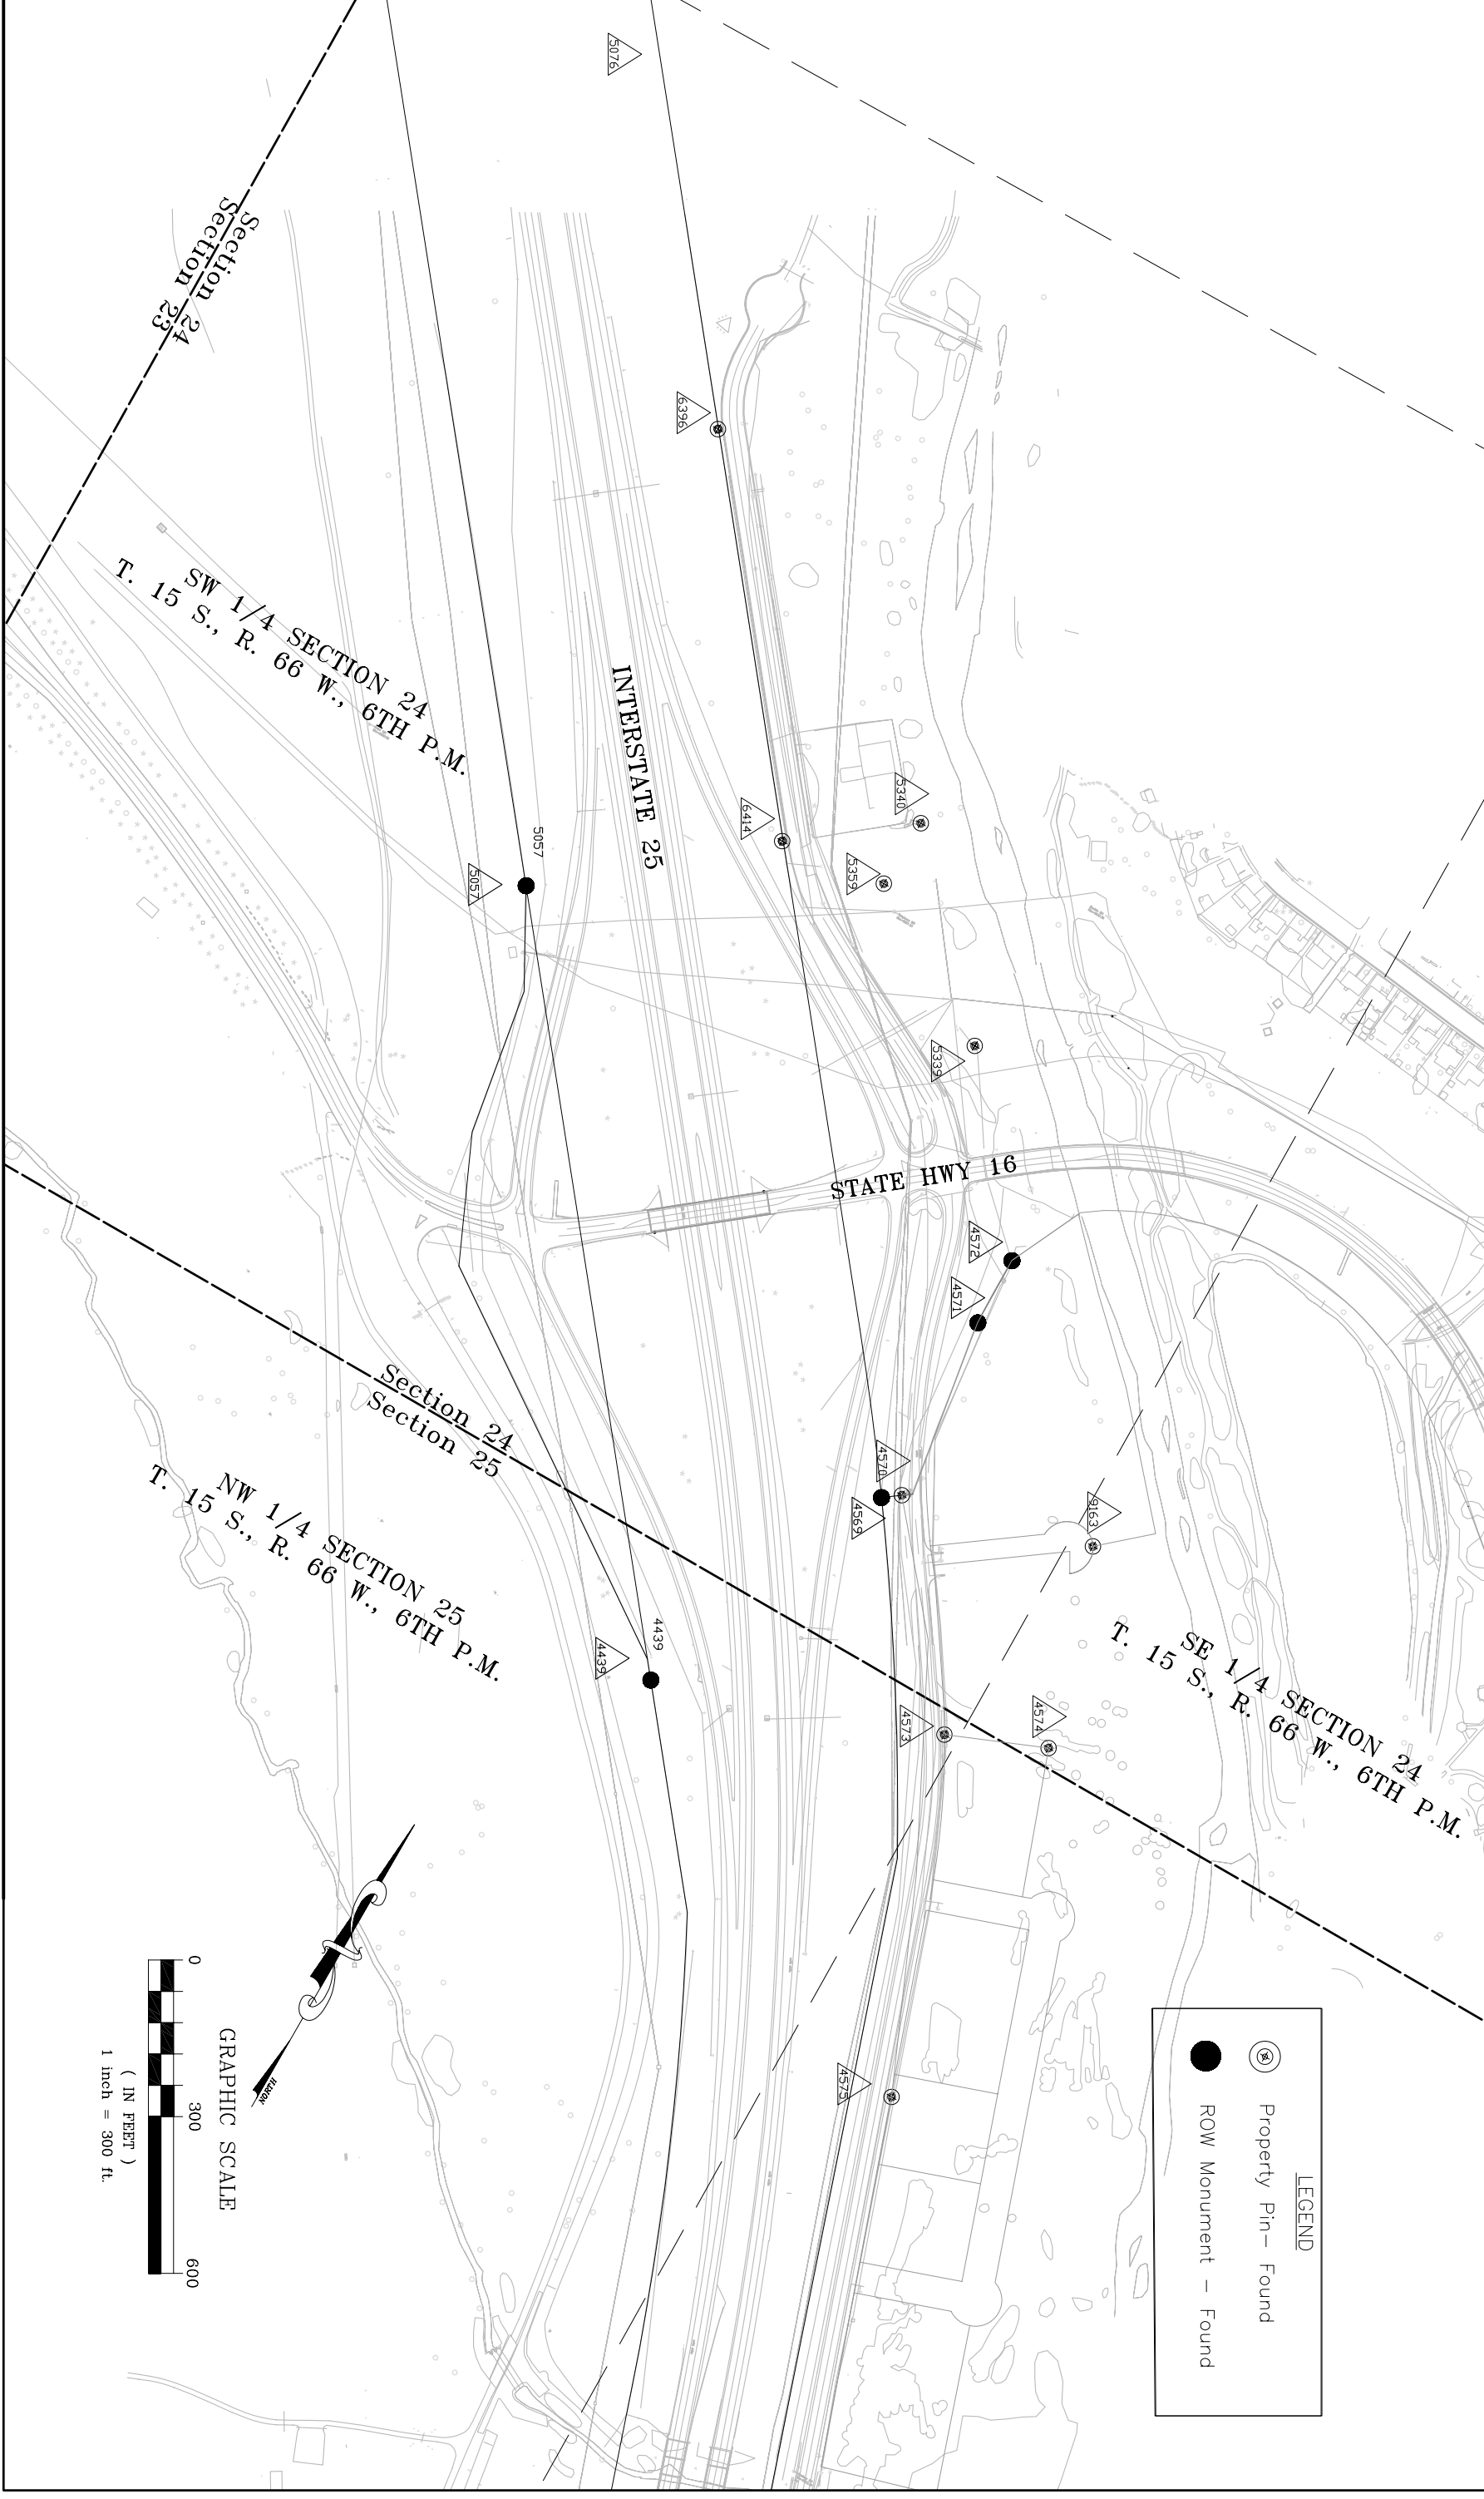 5076
Section 24
Section 23
6396
SW 1/4 SECTION 24
T. 15 S., R. 66 W., 6TH P.M.
INTERSTATE 25
5340
6414
5359
5057
5057
5339
STATE HWY 16
4572
4571
Section 24
Section 25
4570
4569
9163
NW 1/4 SECTION 25
T. 15 S., R. 66 W., 6TH P.M.
4439
4439
4573
4574
SE 1/4 SECTION 24
T. 15 S., R. 66 W., 6TH P.M.
4575
NORTH
GRAPHIC SCALE
0 300 600
( IN FEET )
1 inch = 300 ft.
LEGEND
Property Pin- Found
ROW Monument - Found